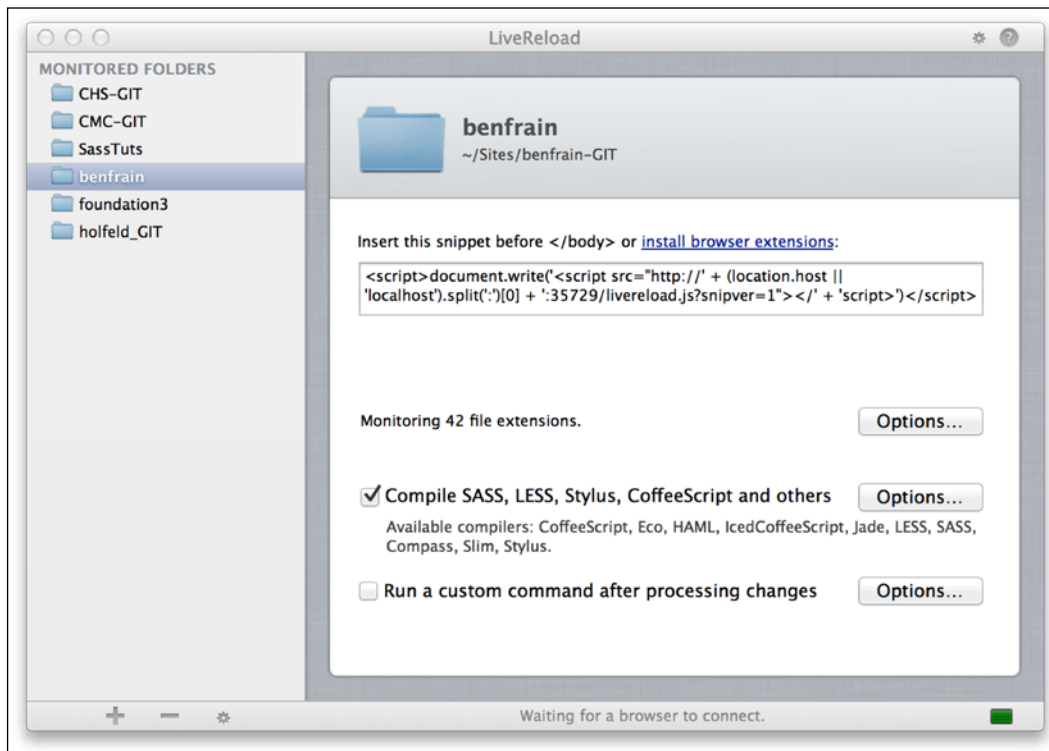 LiveReload
MONITORED FOLDERS
CHS-GIT
CMC-GIT
SassTuts
benfrain
foundation3
holfeld_GIT
benfrain
~/Sites/benfrain-GIT
Insert this snippet before </body> or install browser extensions:
<script>document.write('<script src="http://' + (location.host ||
'localhost').split(':')[0] + ':35729/livereload.js?snipver=1"></' + 'script>')</script>
Monitoring 42 file extensions.
Options...
Compile SASS, LESS, Stylus, CoffeeScript and others
Options...
Available compilers: CoffeeScript, Eco, HAML, IcedCoffeeScript, Jade, LESS, SASS,
Compass, Slim, Stylus.
Run a custom command after processing changes
Options...
Waiting for a browser to connect.